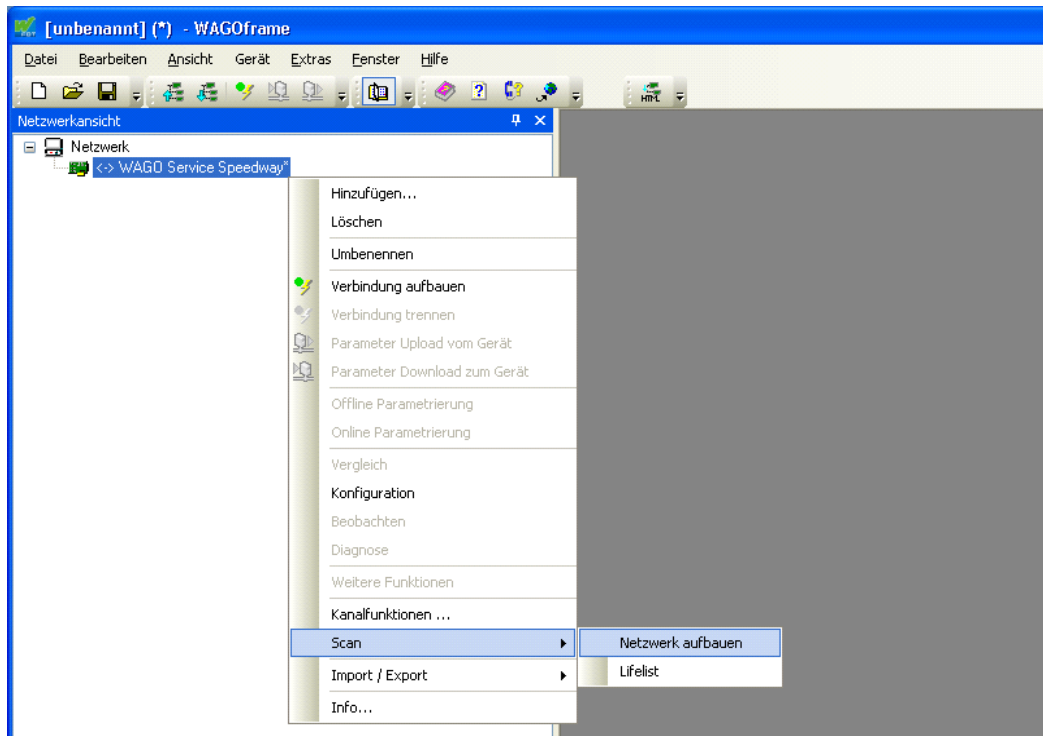 [unbenannt] (*) - WAGOframe
Datei Bearbeiten Ansicht Gerät Extras Fenster Hilfe
HTML
Netzwerkansicht
Netzwerk
<-> WAGO Service Speedway*
Hinzufügen...
Löschen
Umbenennen
Verbindung aufbauen
Verbindung trennen
Parameter Upload vom Gerät
Parameter Download zum Gerät
Offline Parametrierung
Online Parametrierung
Vergleich
Konfiguration
Beobachten
Diagnose
Weitere Funktionen
Kanalfunktionen ...
Scan
Netzwerk aufbauen
Lifelist
Import / Export
Info...